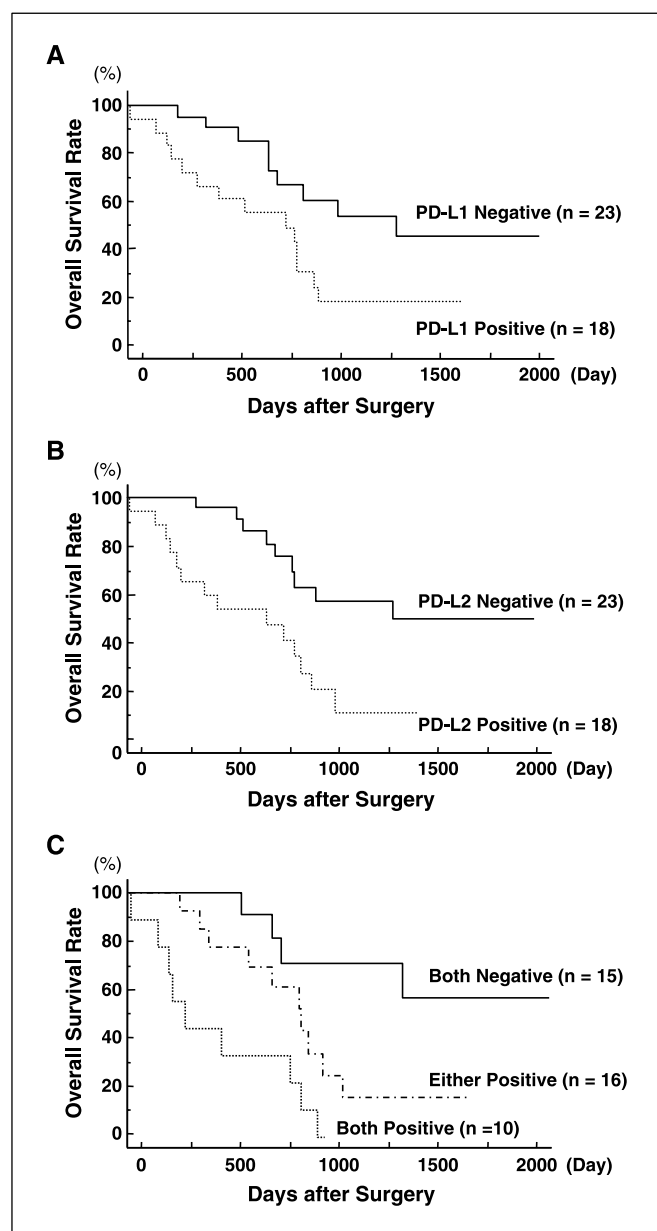 A
(%)
Overall Survival Rate
100
80
60
40
20
0
PD-L1 Negative (n = 23)
PD-L1 Positive (n = 18)
0 500 1000 1500 2000 (Day)
Days after Surgery
B
(%)
Overall Survival Rate
100
80
60
40
20
0
PD-L2 Negative (n = 23)
PD-L2 Positive (n = 18)
0 500 1000 1500 2000 (Day)
Days after Surgery
C
(%)
Overall Survival Rate
100
80
60
40
20
0
Both Negative (n = 15)
Either Positive (n = 16)
Both Positive (n =10)
0 500 1000 1500 2000 (Day)
Days after Surgery